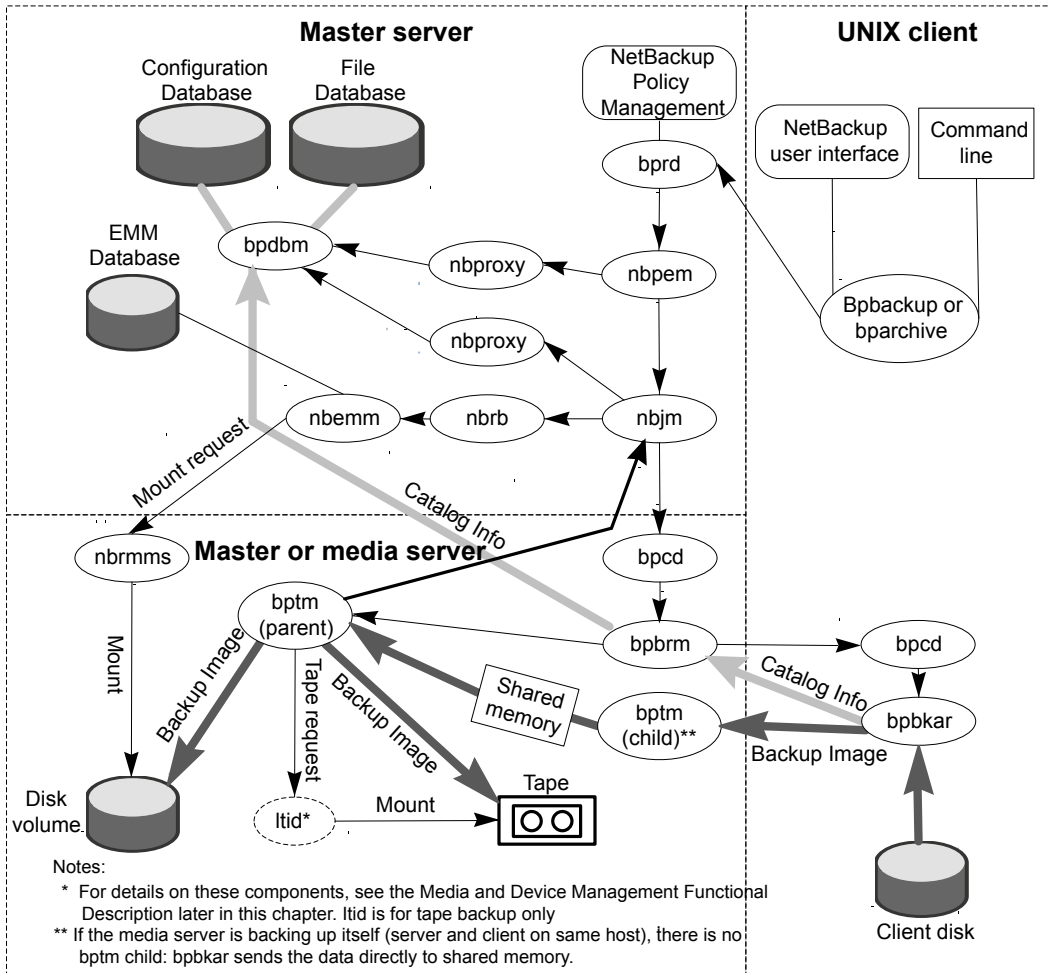 Master server
UNIX client
Configuration
Database
File
Database
NetBackup
Policy
Management
NetBackup
user interface
Command
line
bprd
EMM
Database
bpdbm
nbproxy
nbpem
Bpbackup or
bparchive
nbproxy
nbemm
nbrb
nbjm
Mount request
Catalog Info
nbrmms
Master or media server
bpcd
bptm
(parent)
bpbrm
bpcd
Mount
Backup Image
Tape request
Backup Image
Shared
memory
bptm
(child)**
Catalog Info
bpbkar
Backup Image
Disk
volume
ltid*
Mount
Tape
Client disk
Notes:
* For details on these components, see the Media and Device Management Functional
Description later in this chapter. ltid is for tape backup only
** If the media server is backing up itself (server and client on same host), there is no
bptm child: bpbkar sends the data directly to shared memory.